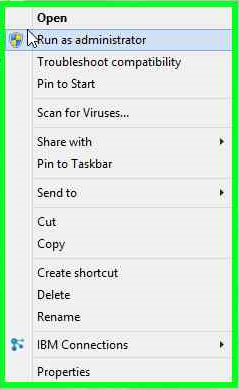 Open
Run as administrator
Troubleshoot compatibility
Pin to Start
Scan for Viruses...
Share with
Pin to Taskbar
Send to
Cut
Copy
Create shortcut
Delete
Rename
IBM Connections
Properties